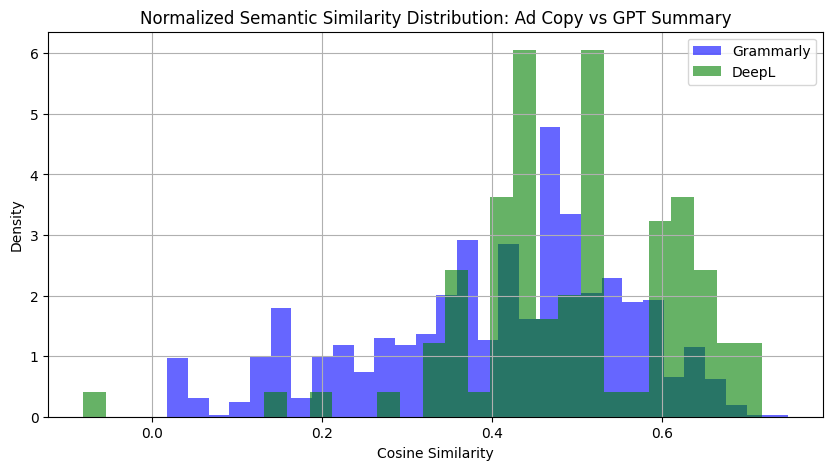 Normalized Semantic Similarity Distribution: Ad Copy vs GPT Summary
Grammarly
DeepL
6
5
4
3
2
1
0
Density
0.0 0.2 0.4 0.6
Cosine Similarity